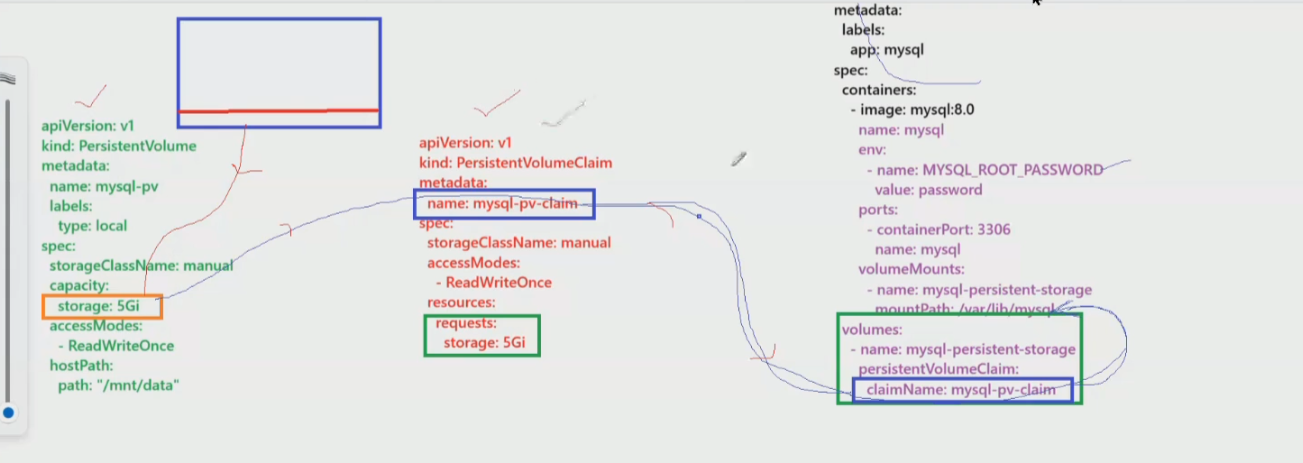 apiVersion: v1
kind: PersistentVolume
metadata:
name: mysql-pv
labels:
type: local
spec:
storageClassName: manual
capacity:
storage: 5Gi
accessModes:
- ReadWriteOnce
hostPath:
path: "/mnt/data"
apiVersion: v1
kind: PersistentVolumeClaim
metadata:
name: mysql-pv-claim
spec:
storageClassName: manual
accessModes:
- ReadWriteOnce
resources:
requests:
storage: 5Gi
metadata:
labels:
app: mysql
spec:
containers:
- image: mysql:8.0
name: mysql
env:
- name: MYSQL_ROOT_PASSWORD
value: password
ports:
- containerPort: 3306
name: mysql
volumeMounts:
- name: mysql-persistent-storage
mountPath: /var/lib/mysql
volumes:
- name: mysql-persistent-storage
persistentVolumeClaim:
claimName: mysql-pv-claim